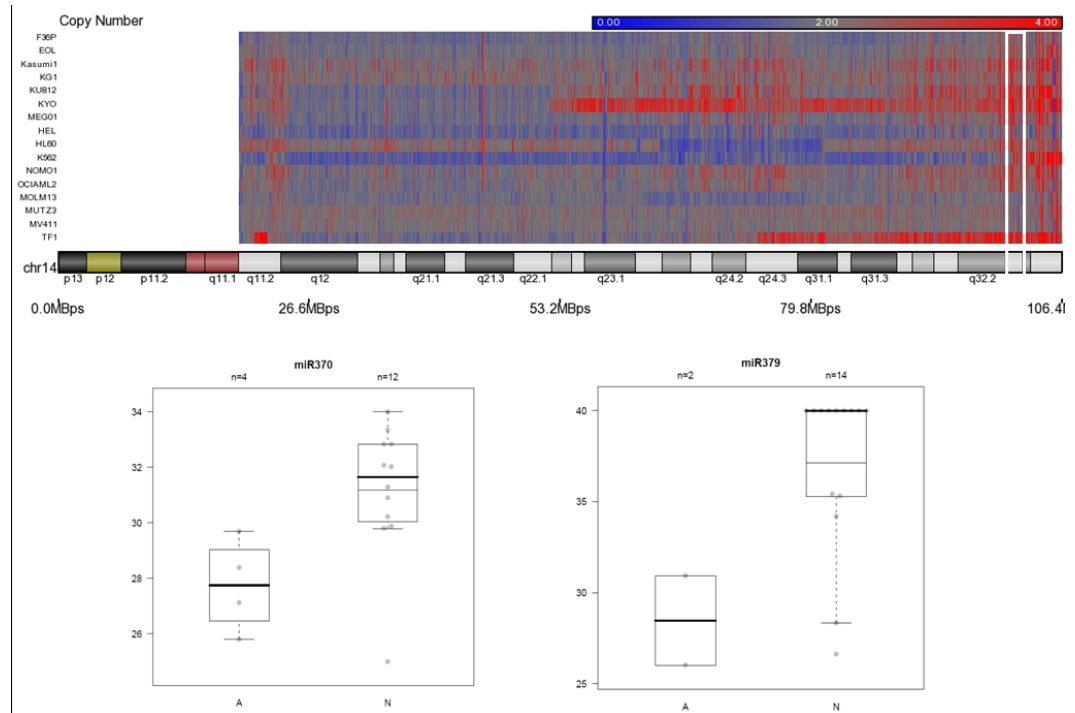 Copy Number
0.00 2.00 4.00
F36P
EOL
Kasumi1
KG1
KU812
KYO
MEG01
HEL
HL60
K562
NOMO1
OCIAML2
MOLM13
MUTZ3
MV411
TF1
chr14
p13 p12 p11.2 q11.1 q11.2 q12 q21.1 q21.3 q22.1 q23.1 q24.2 q24.3 q31.1 q31.3 q32.2
0.0MBps 26.6MBps 53.2MBps 79.8MBps 106.4M
miR370
n=4 n=12
34
32
30
28
26
A N
miR379
n=2 n=14
40
35
30
25
A N